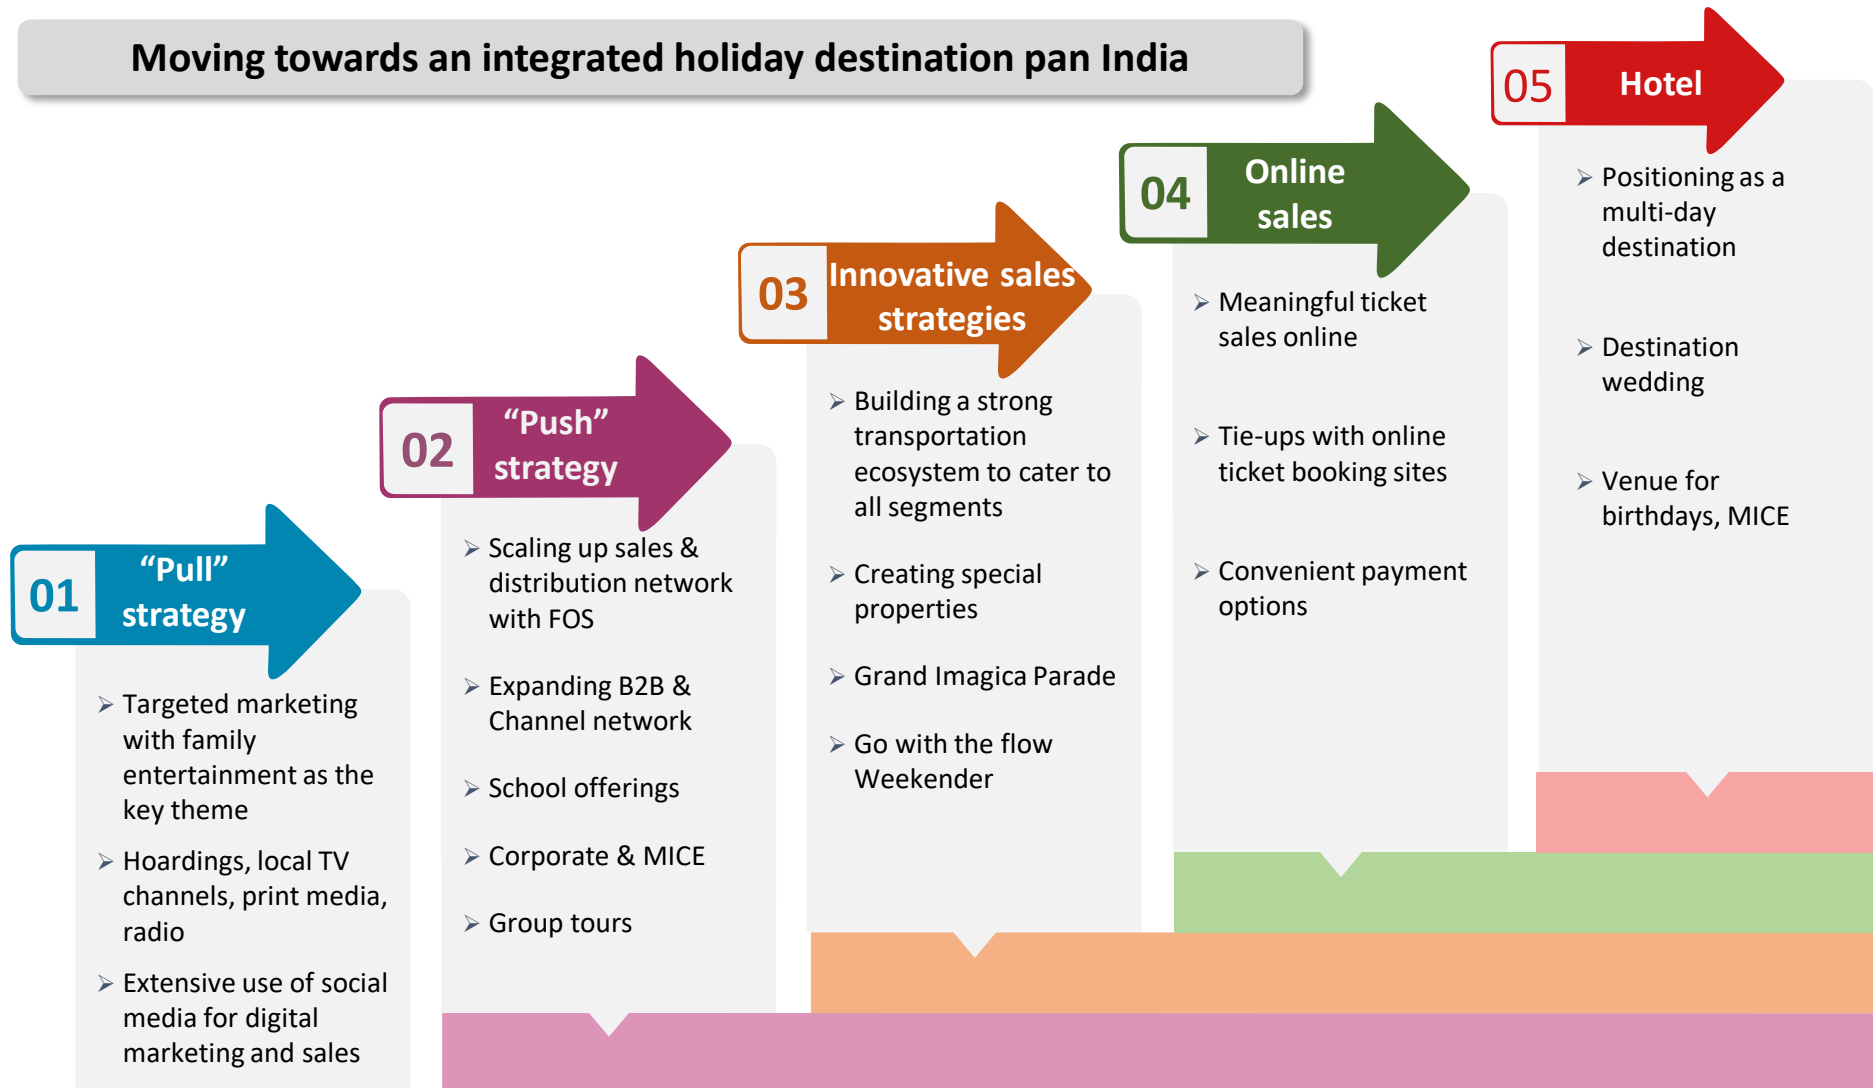 Moving towards an integrated holiday destination pan India
01
“Pull”
strategy
➢ Targeted marketing
with family
entertainment as the
key theme
➢ Hoardings, local TV
channels, print media,
radio
➢ Extensive use of social
media for digital
marketing and sales
02
“Push”
strategy
➢ Scaling up sales &
distribution network
with FOS
➢ Expanding B2B &
Channel network
➢ School offerings
➢ Corporate & MICE
➢ Group tours
03
Innovative sales
strategies
➢ Building a strong
transportation
ecosystem to cater to
all segments
➢ Creating special
properties
➢ Grand Imagica Parade
➢ Go with the flow
Weekender
04
Online
sales
➢ Meaningful ticket
sales online
➢ Tie-ups with online
ticket booking sites
➢ Convenient payment
options
05
Hotel
➢ Positioning as a
multi-day
destination
➢ Destination
wedding
➢ Venue for
birthdays, MICE